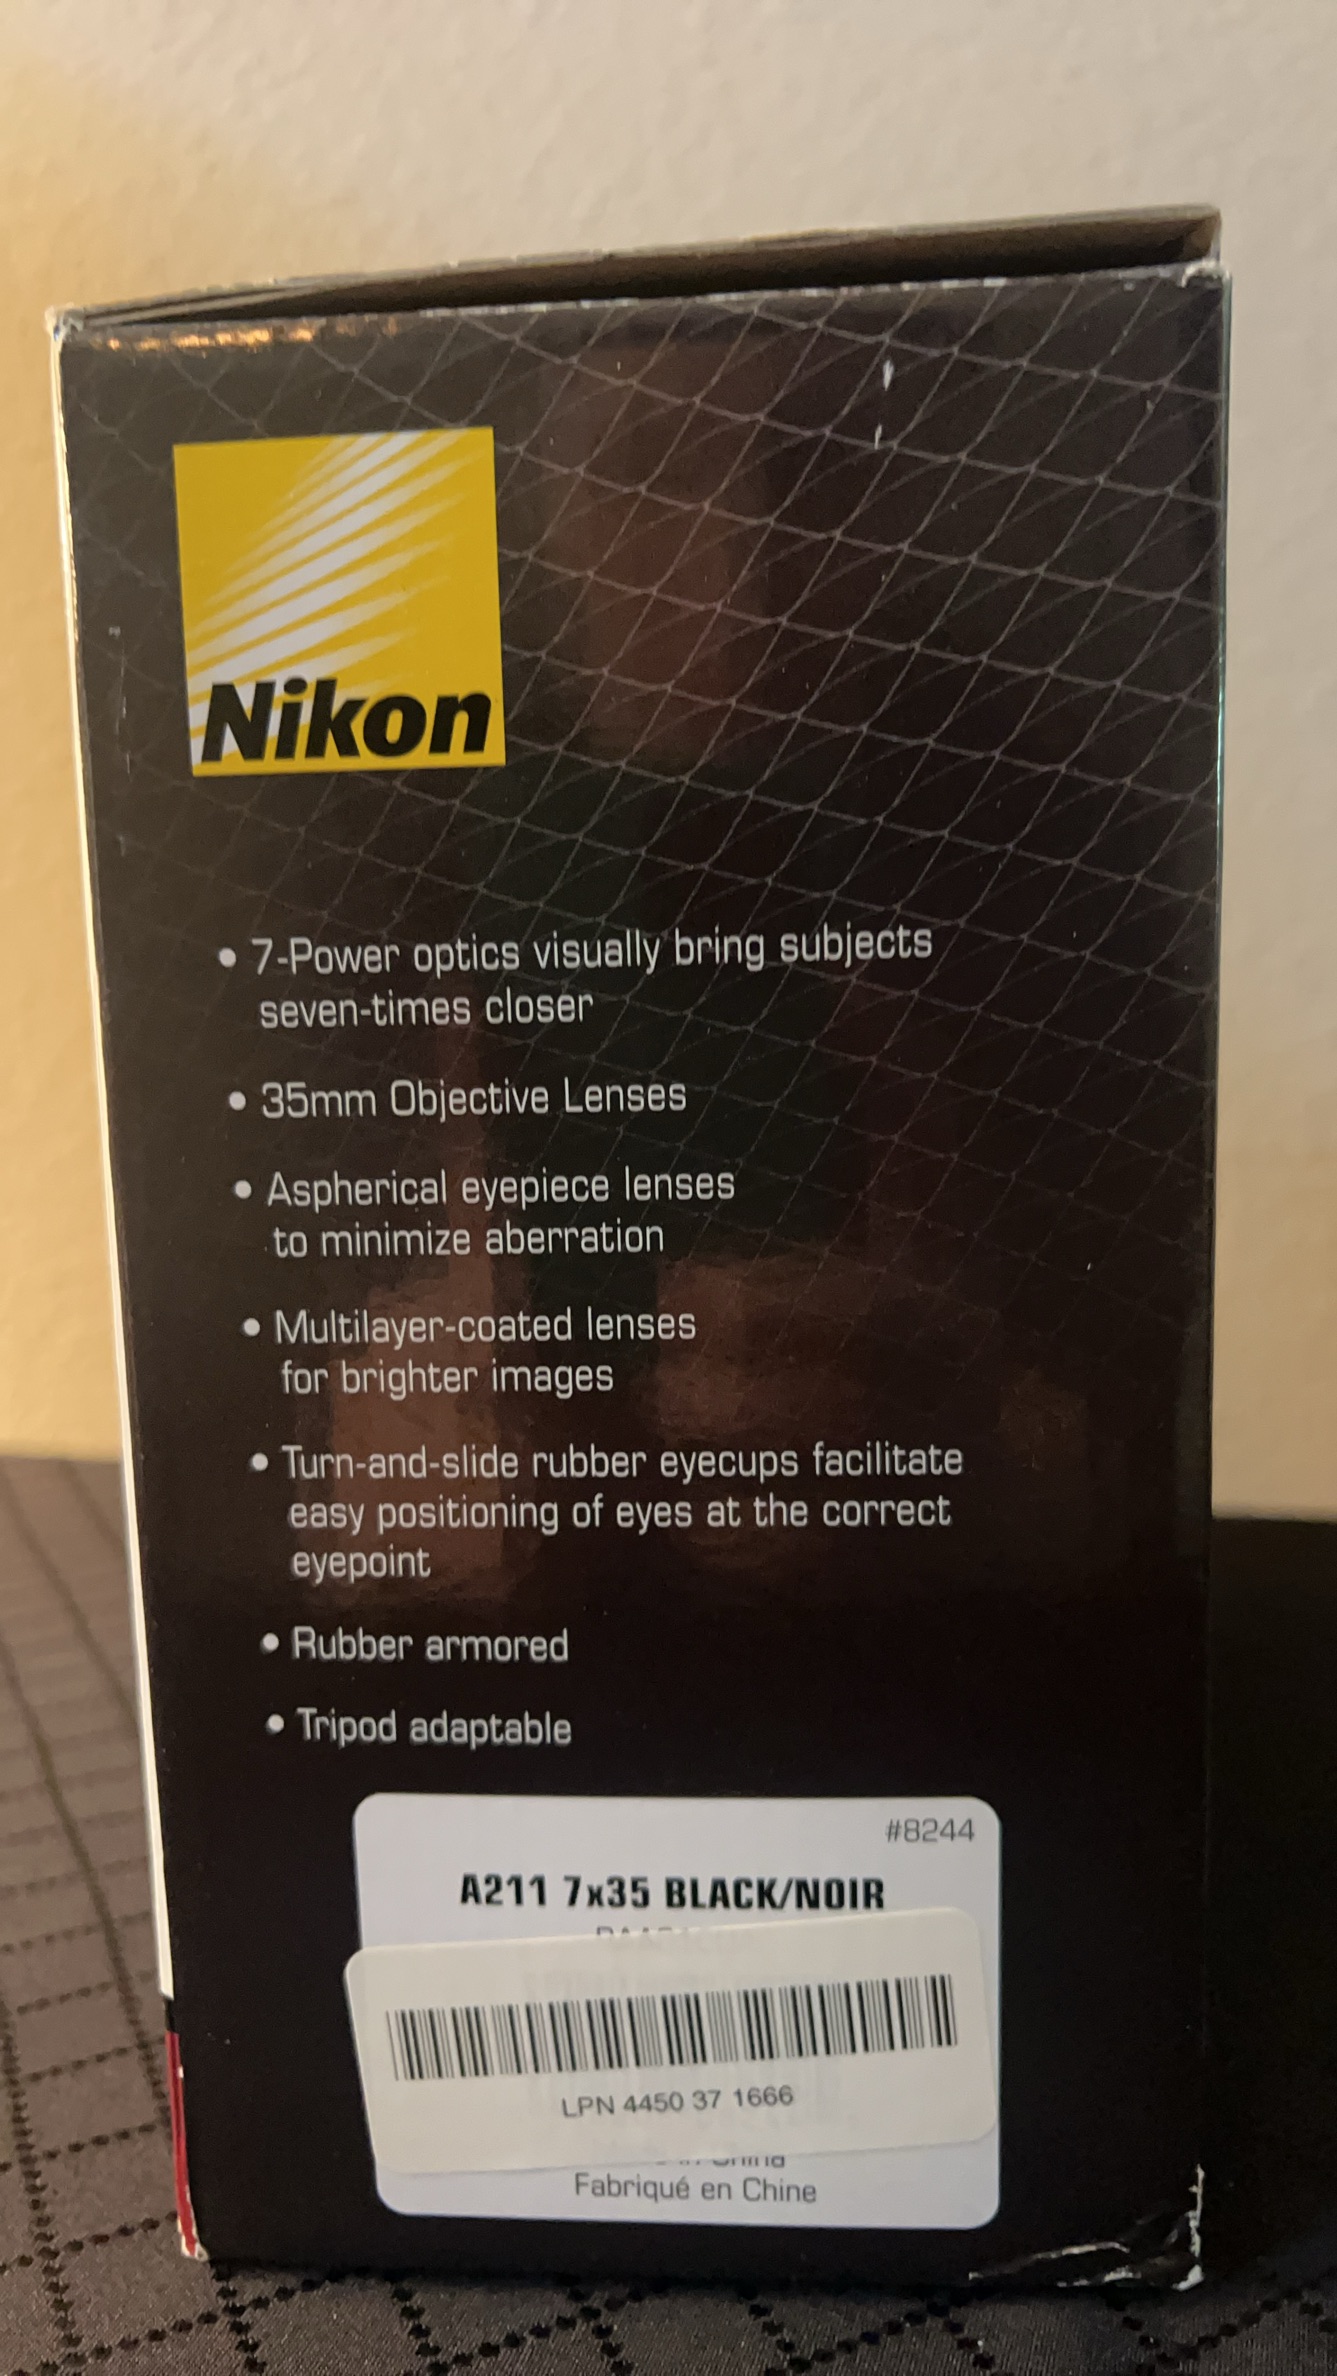 Nikon
• 7-Power optics visually bring subjects
seven-times closer
• 35mm Objective Lenses
• Aspherical eyepiece lenses
to minimize aberration
• Multilayer-coated lenses
for brighter images
• Turn-and-slide rubber eyecups facilitate
easy positioning of eyes at the correct
eyepoint
• Rubber armored
• Tripod adaptable
#8244
A211 7x35 BLACK/NOIR
LPN 4450 37 1666
Fabriqué en Chine